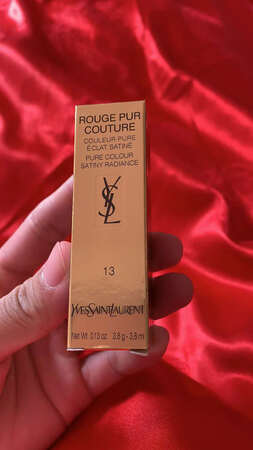 ROUGE PUR
COUTURE
COULEUR PURE
ÉCLAT SATINÉ
PURE COLOUR
SATINY RADIANCE
YSL
13
YVESSAINTLAURENT
Net Wt. 0.13 oz. 3.8 g - 3.8 ml